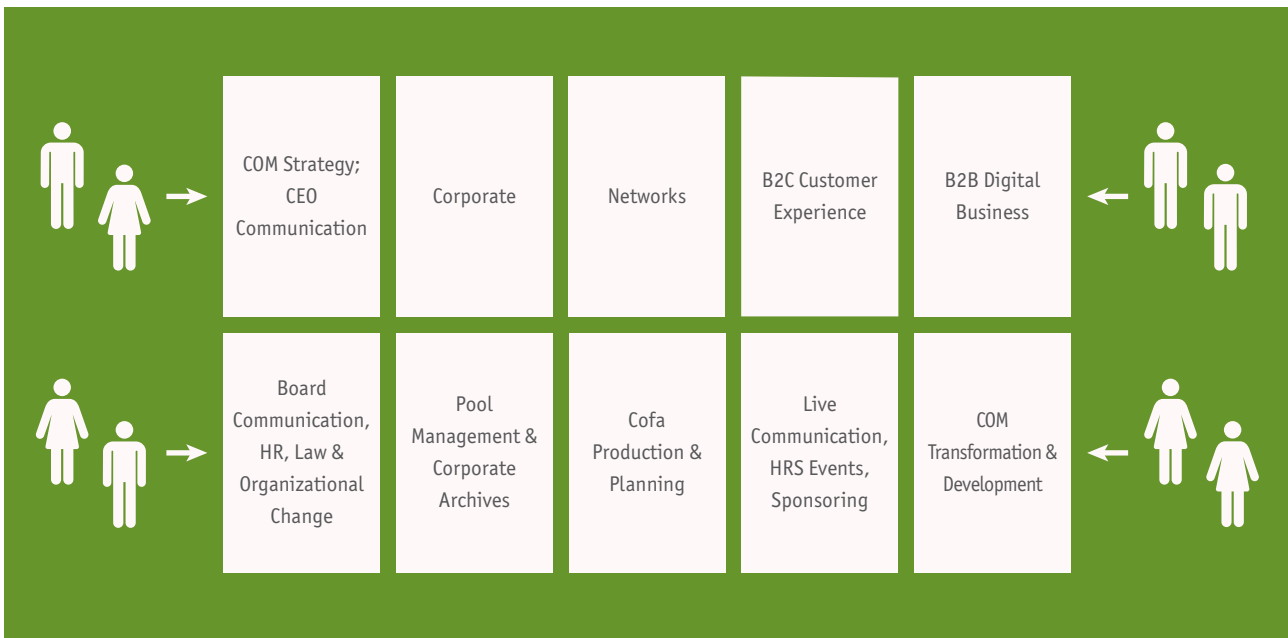 COM Strategy;
CEO
Communication
Corporate
Networks
B2C Customer
Experience
B2B Digital
Business
Board
Communication,
HR, Law &
Organizational
Change
Pool
Management &
Corporate
Archives
Cofa
Production &
Planning
Live
Communication,
HRS Events,
Sponsoring
COM
Transformation &
Development